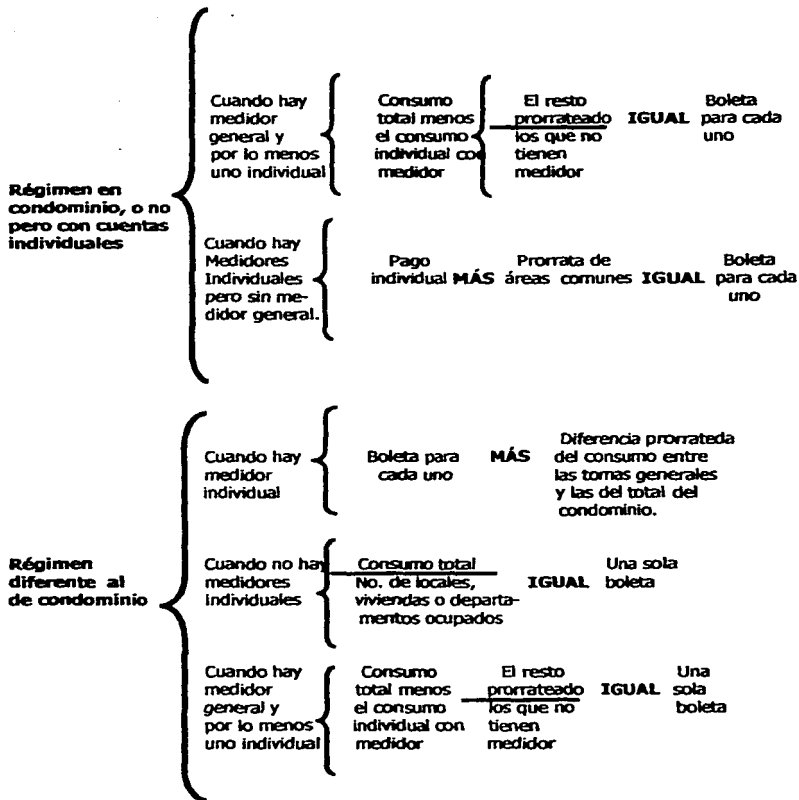 Régimen en
condominio, o no
pero con cuentas
individuales
Cuando hay
medidor
general y
por lo menos
uno individual
Consumo
total menos
el consumo
individual con
medidor
El resto
prorrateado
los que no
tienen
medidor
IGUAL
Boleta
para cada
uno
Cuando hay
Medidores
Individuales
pero sin me-
didor general.
Pago
individual
MÁS
Prorrata de
áreas comunes
IGUAL
Boleta
para cada
uno
Régimen
diferente al
de condominio
Cuando hay
medidor
individual
Boleta para
cada uno
MÁS
Diferencia prorrateda
del consumo entre
las tomas generales
y las del total del
condominio.
Cuando no hay
medidores
individuales
Consumo total
No. de locales,
viviendas o departa-
mentos ocupados
IGUAL
Una sola
boleta
Cuando hay
medidor
general y
por lo menos
uno individual
Consumo
total menos
el consumo
individual con
medidor
El resto
prorrateado
los que no
tienen
medidor
IGUAL
Una
sola
boleta